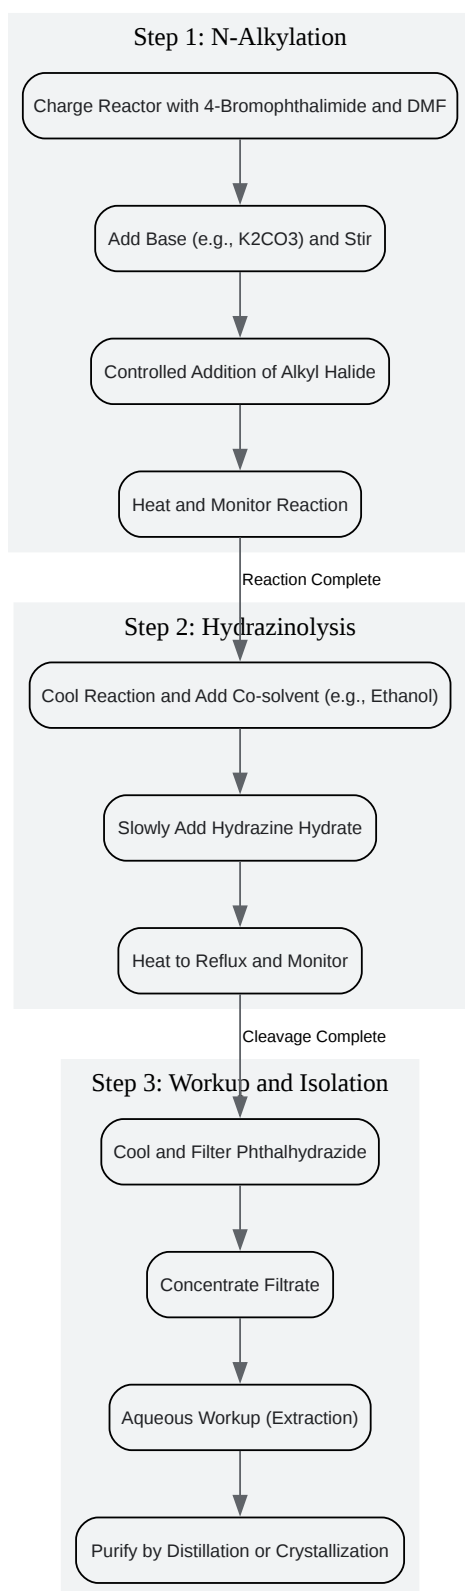 Step 1: N-Alkylation
Charge Reactor with 4-Bromophthalimide and DMF
Add Base (e.g., K2CO3) and Stir
Controlled Addition of Alkyl Halide
Heat and Monitor Reaction
Reaction Complete
Step 2: Hydrazinolysis
Cool Reaction and Add Co-solvent (e.g., Ethanol)
Slowly Add Hydrazine Hydrate
Heat to Reflux and Monitor
Cleavage Complete
Step 3: Workup and Isolation
Cool and Filter Phthalhydrazide
Concentrate Filtrate
Aqueous Workup (Extraction)
Purify by Distillation or Crystallization